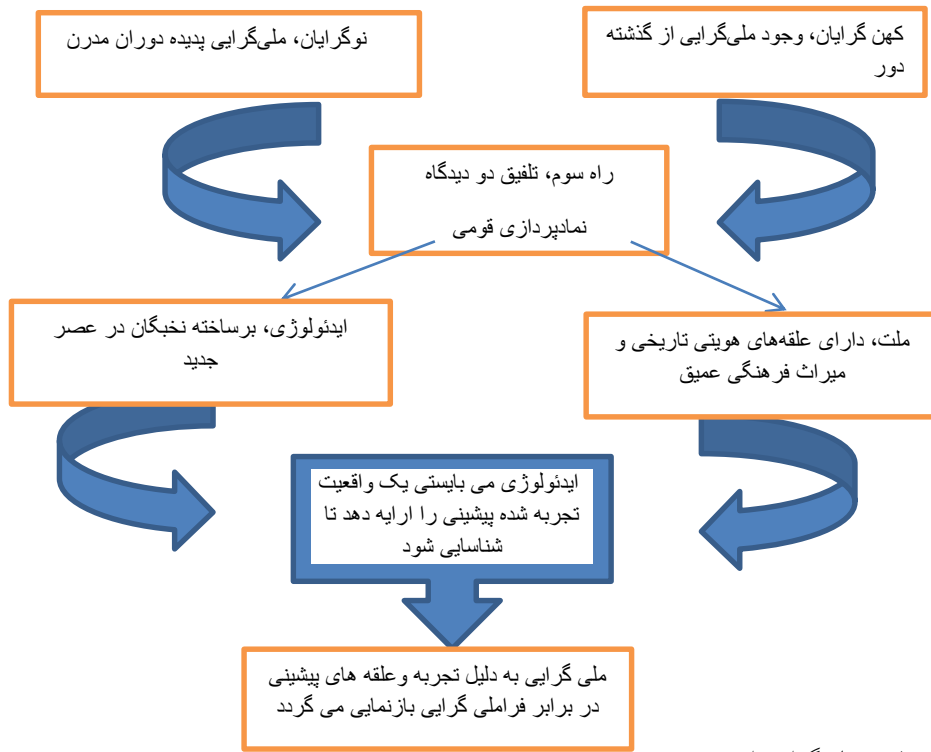 کهن گرایان، وجود ملی‌گرایی از گذشته
دور
نوگرایان، ملی‌گرایی پدیده دوران مدرن
راه سوم، تلفیق دو دیدگاه
نمادپردازی قومی
ملت، دارای علقه‌های هویتی تاریخی و
میراث فرهنگی عمیق
ایدئولوژی، برساخته نخبگان در عصر
جدید
ایدئولوژی می بایستی یک واقعیت
تجربه شده پیشینی را ارایه دهد تا
شناسایی شود
ملی گرایی به دلیل تجربه وعلقه های پیشینی
در برابر فراملی گرایی بازنمایی می گردد